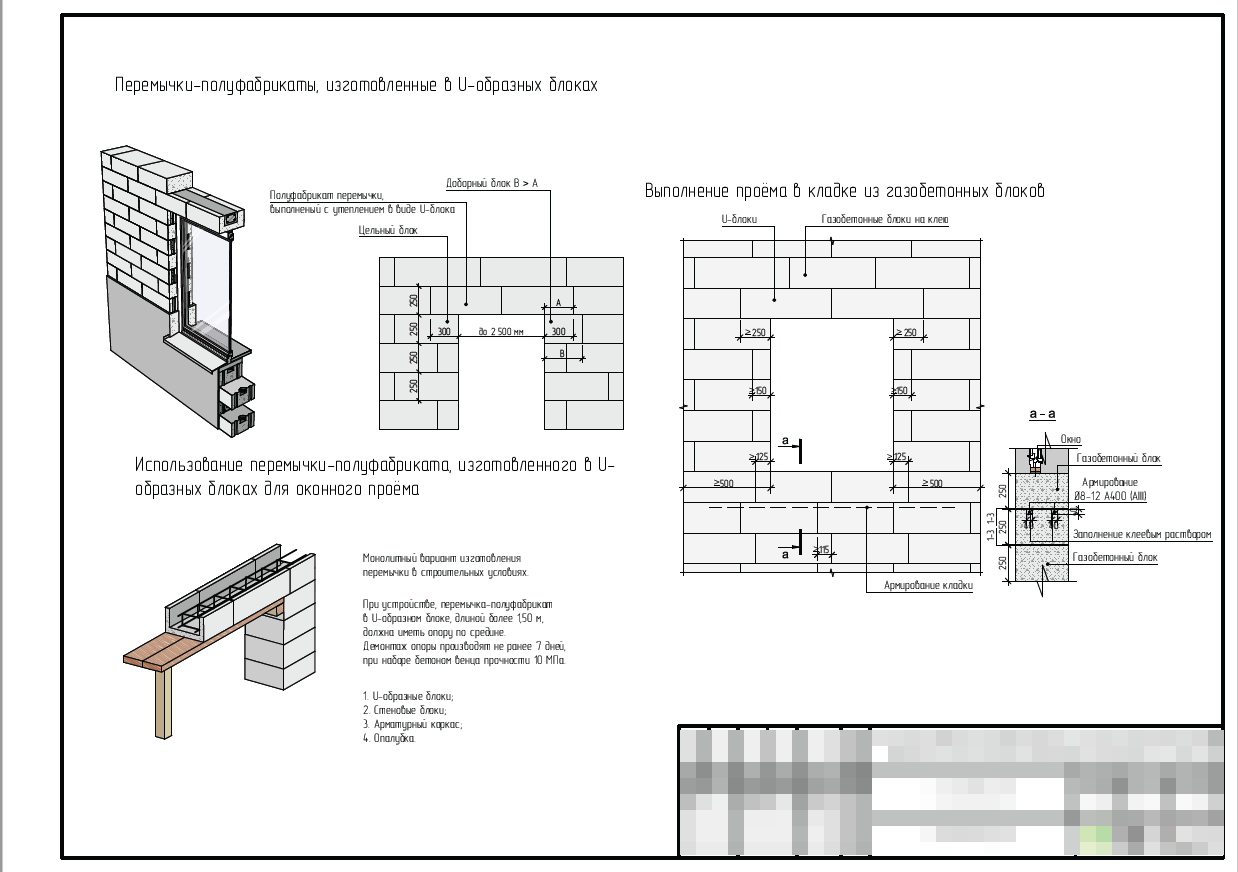 Перемычки-полуфабрикаты, изготовленные в U-образных блоках
Доборный блок B > A
Полуфабрикат перемычки,
выполненый с утеплением в виде U-блока
Цельный блок
250
A
250
300
до 2 500 мм
300
250
B
250
Выполнение проёма в кладке из газобетонных блоков
U-блоки
Газобетонные блоки на клею
≥250
≥250
≥150
≥150
a
≥125
≥125
≥500
≥500
a
≥115
Армирование кладки
а - а
Окно
Газобетонный блок
Армирование
Ø8-12 А400 (АIII)
250
1-3
250
1-3
Заполнение клеевым раствором
Газобетонный блок
250
Использование перемычки-полуфабриката, изготовленного в U-
образных блоках для оконного проёма
Монолитный вариант изготовления
перемычки в строительных условиях.
При устройстве, перемычка-полуфабрикат
в U-образном блоке, длиной более 1,50 м,
должна иметь опору по средине.
Демонтаж опоры производят не ранее 7 дней,
при наборе бетоном венца прочности 10 МПа.
1. U-образные блоки;
2. Стеновые блоки;
3. Арматурный каркас;
4. Опалубка.